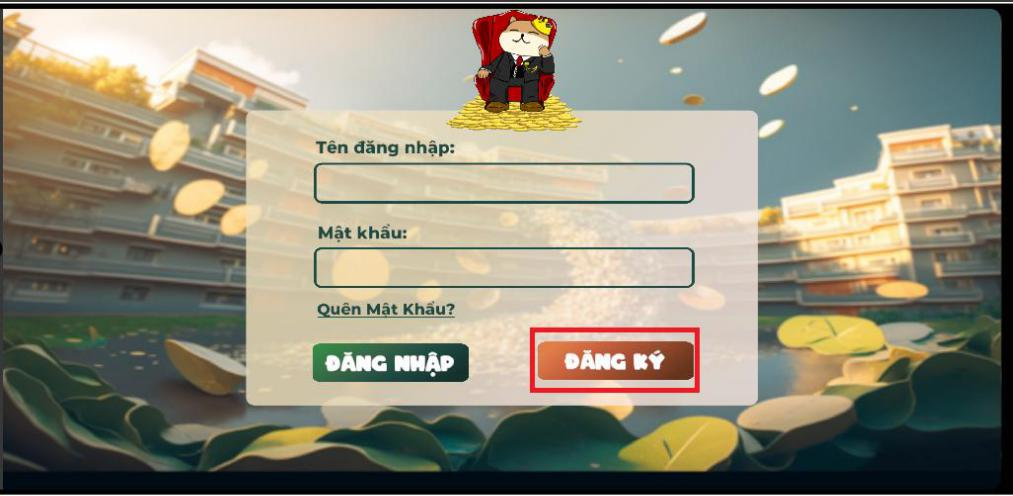 Tên đăng nhập:
Mật khẩu:
Quên Mật Khẩu?
ĐĂNG NHẬP
ĐĂNG KÝ